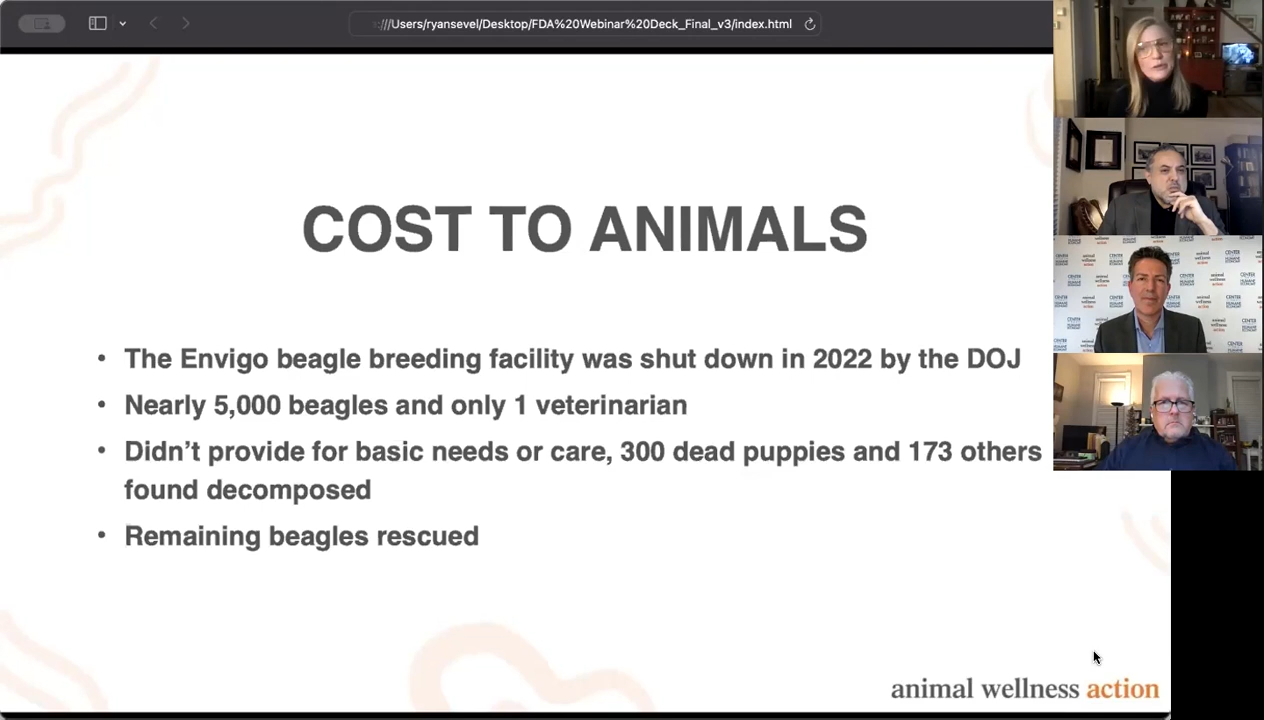 :///Users/ryansevel/Desktop/FDA%20Webinar%20Deck_Final_v3/index.html
COST TO ANIMALS
• The Envigo beagle breeding facility was shut down in 2022 by the DOJ
• Nearly 5,000 beagles and only 1 veterinarian
• Didn’t provide for basic needs or care, 300 dead puppies and 173 others
found decomposed
• Remaining beagles rescued
animal wellness action